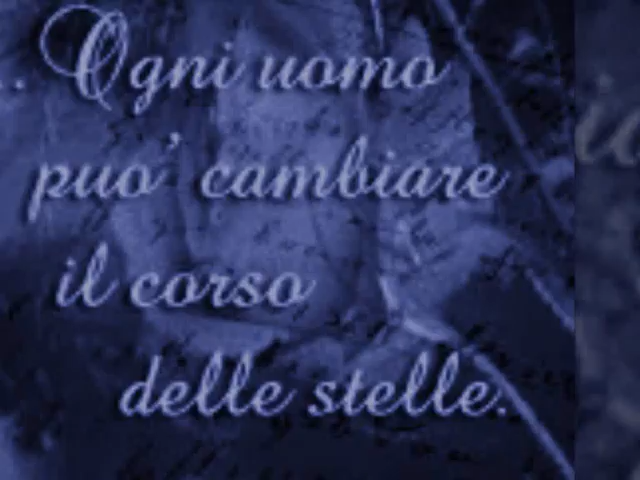 .. Ogni uomo
puo' cambiare
il corso
delle stelle.